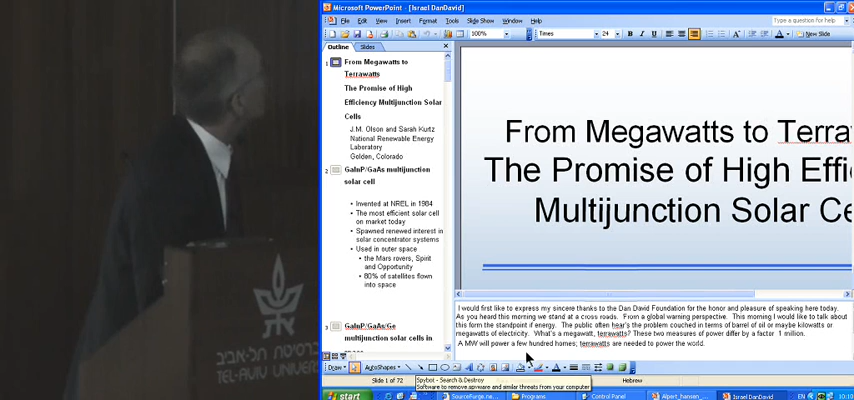 Microsoft PowerPoint - [Israel DanDavid]
File Edit View Insert Format Tools Slide Show Window Help
Type a question for help
100%
Times
24
B I U
New Slide
Outline
Slides
1
From Megawatts to
Terrawatts
The Promise of High
Efficiency Multijunction Solar
Cells
J.M. Olson and Sarah Kurtz
National Renewable Energy
Laboratory
Golden, Colorado
2
GaInP/GaAs multijunction
solar cell
• Invented at NREL in 1984
• The most efficient solar cell
on market today
• Spawned renewed interest in
solar concentrator systems
• Used in outer space
• the Mars rovers, Spirit
and Opportunity
• 80% of satellites flown
into space
3
GaInP/GaAs/Ge
multijunction solar cells in
From Megawatts to Terra
The Promise of High Effi
Multijunction Solar Ce
I would first like to express my sincere thanks to the Dan David Foundation for the honor and pleasure of speaking here today.
As you heard this morning we stand at a cross roads. From a global warming perspective. This morning I would like to talk about
this form the standpoint of energy. The public often hear's the problem couched in terms of barrel of oil or maybe kilowatts or
megawatts of electricity. What's a megawatt, terrawatts? These two measures of power differ by a factor 1 million.
A MW will power a few hundred homes; terrawatts are needed to power the world.
Draw
AutoShapes
Slide 1 of 72
Spybot - Search & Destroy
Software to remove spyware and similar threats from your computer
Hebrew
start
SourceForge.ne...
Programs
Control Panel
Alpert_hansen_...
Israel DanDavid
EN
10:10
אוניברסיטת תל-אביב
TEL-AVIV UNIVERSITY